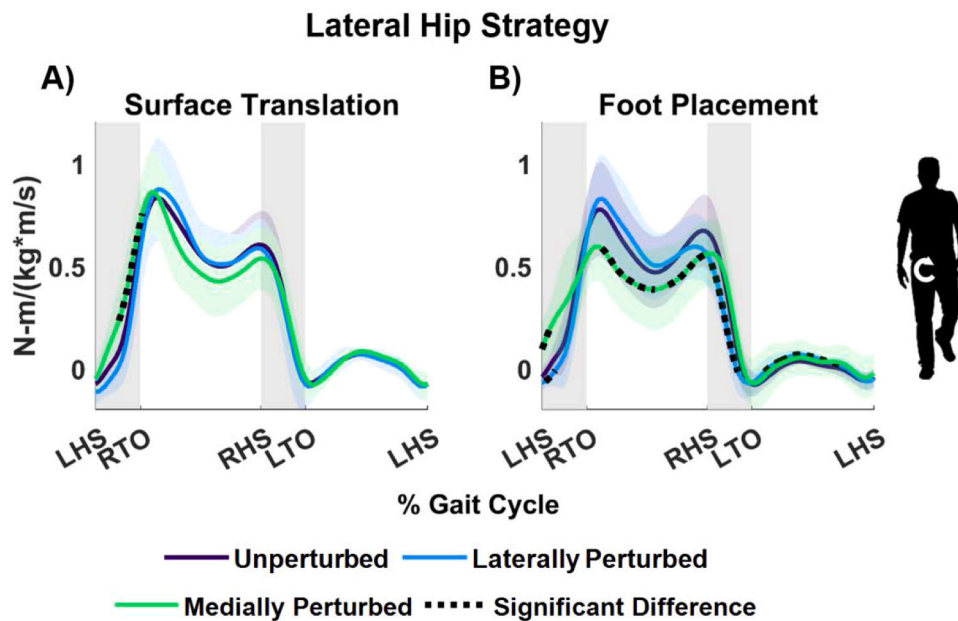 Lateral Hip Strategy
A)
Surface Translation
B)
Foot Placement
N-m/(kg*m/s)
1
0.5
0
1
0.5
0
LHS
RTO
RHS
LTO
LHS
LHS
RTO
RHS
LTO
LHS
% Gait Cycle
Unperturbed
Laterally Perturbed
Medially Perturbed
Significant Difference